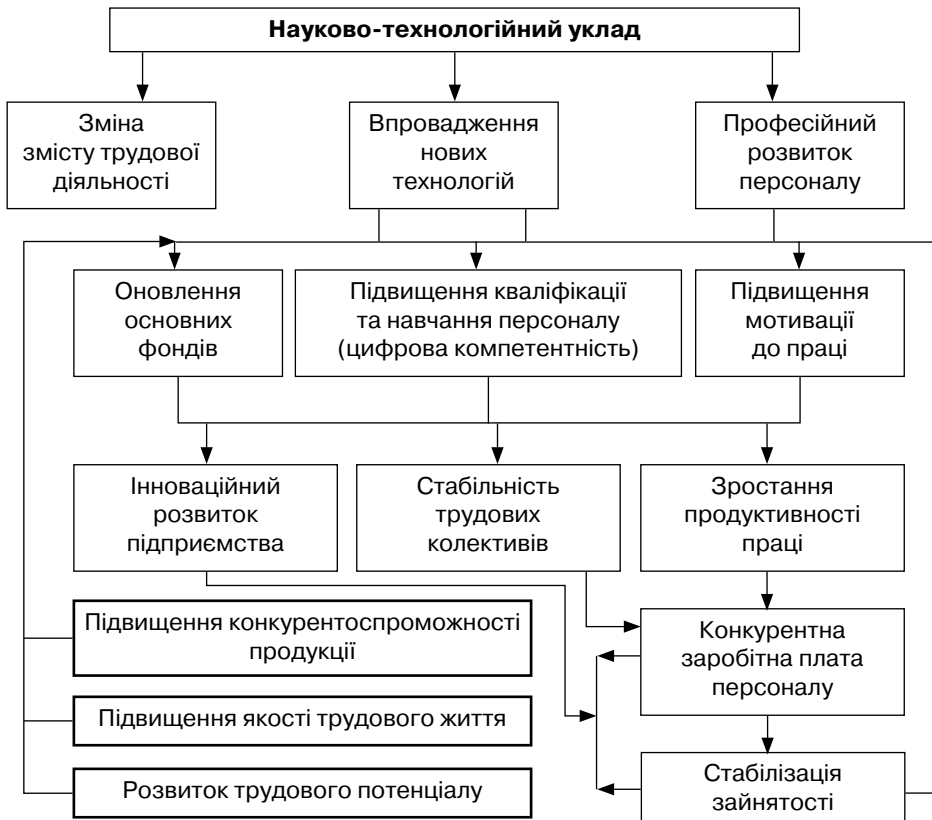 Науково-технологійний уклад
Зміна
змісту трудової
діяльності
Впровадження
нових
технологій
Професійний
розвиток
персоналу
Оновлення
основних
фондів
Підвищення кваліфікації
та навчання персоналу
(цифрова компетентність)
Підвищення
мотивації
до праці
Інноваційний
розвиток
підприємства
Стабільність
трудових
колективів
Зростання
продуктивності
праці
Підвищення конкурентоспроможності
продукції
Конкурентна
заробітна плата
персоналу
Підвищення якості трудового життя
Розвиток трудового потенціалу
Стабілізація
зайнятості